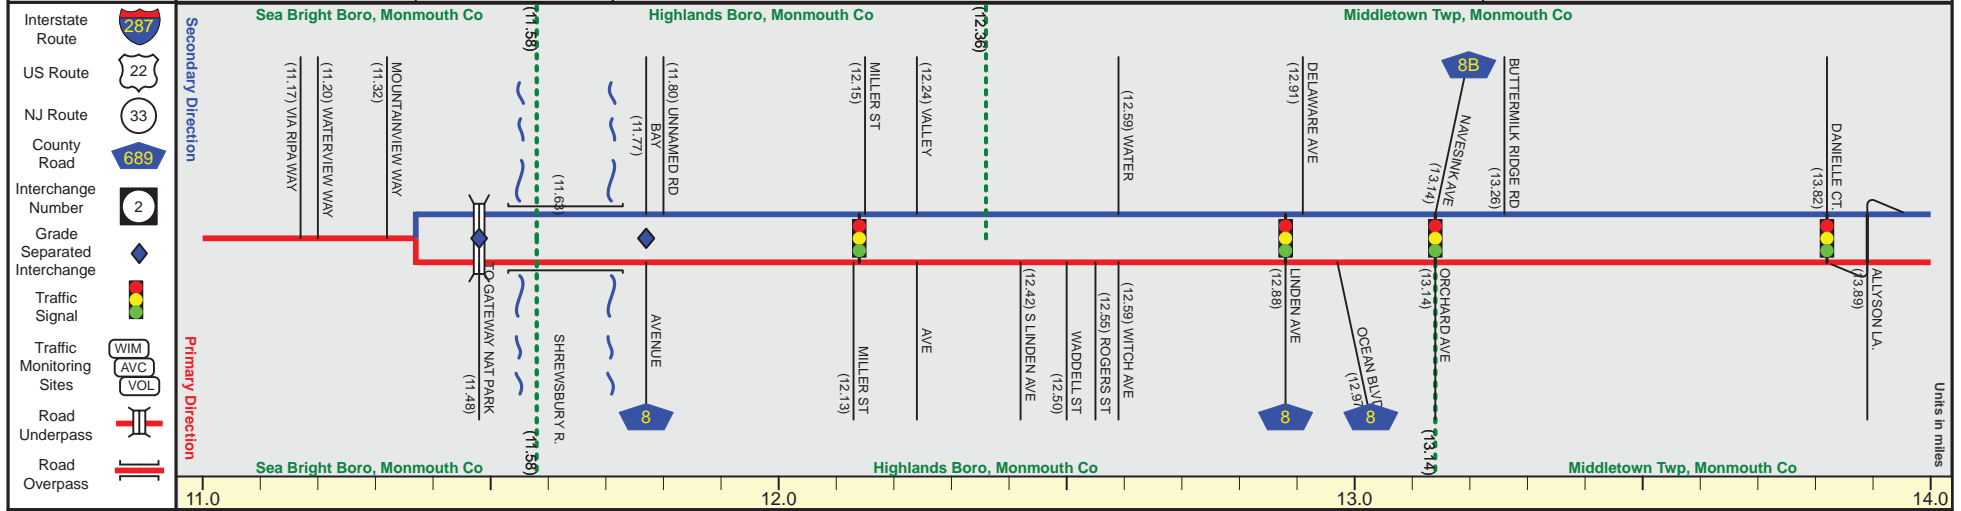 Interstate
Route
287
US Route
22
NJ Route
33
County
Road
689
Interchange
Number
2
Grade
Separated
Interchange
Traffic
Signal
Traffic
Monitoring
Sites
WIM
AVC
VOL
Road
Underpass
Road
Overpass
Secondary Direction
Primary Direction
Sea Bright Boro, Monmouth Co
(11.58)
Highlands Boro, Monmouth Co
(12.36)
Middletown Twp, Monmouth Co
(11.17) VIA RIPA WAY
(11.20) WATERVIEW WAY
MOUNTAINVIEW WAY
(11.32)
(11.63)
BAY
(11.77)
(11.80) UNNAMED RD
MILLER ST
(12.15)
(12.24) VALLEY
(12.59) WATER
DELAWARE AVE
(12.91)
8B
NAVESINK AVE
(13.14)
BUTTERMILK RIDGE RD
(13.26)
DANIELLE CT.
(13.82)
TO GATEWAY NAT PARK
(11.48)
SHREWSBURY R.
AVENUE
8
MILLER ST
(12.13)
AVE
(12.42) S LINDEN AVE
WADDELL ST
(12.50)
(12.55) ROGERS ST
(12.59) WITCH AVE
LINDEN AVE
(12.88)
8
OCEAN BLVD
(12.97
8
ORCHARD AVE
(13.14)
ALLYSON LA.
(13.89)
Units in miles
Sea Bright Boro, Monmouth Co
(11.58)
Highlands Boro, Monmouth Co
(13.14)
Middletown Twp, Monmouth Co
11.0
12.0
13.0
14.0